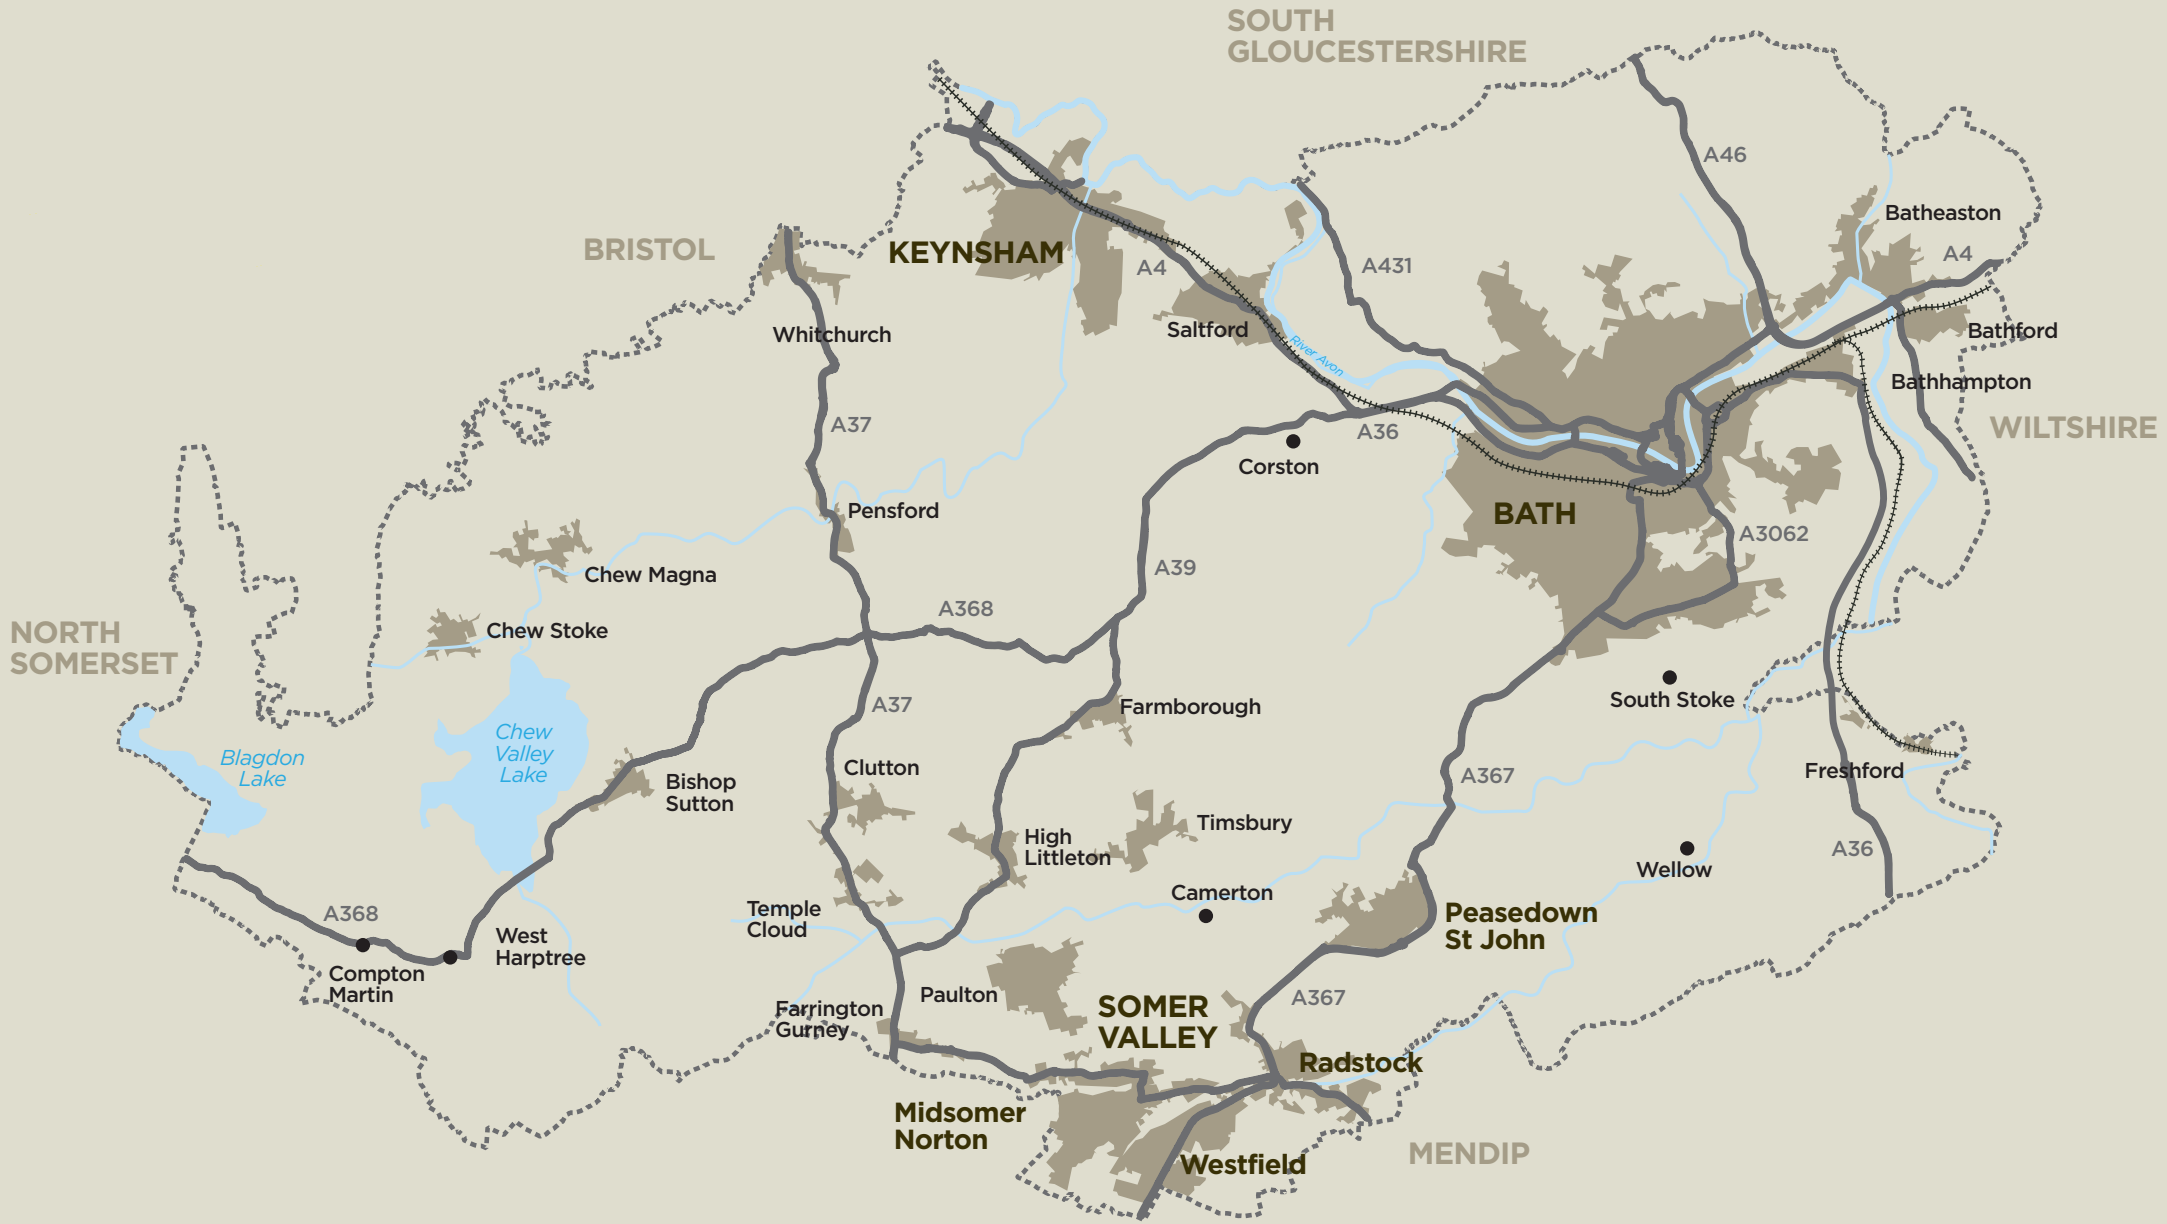 SOUTH
GLOUCESTERSHIRE
A46
Batheaston
BRISTOL
KEYNSHAM
A4
A431
A4
Whitchurch
Saltford
River Avon
Bathford
Bathhampton
A37
A36
WILTSHIRE
Corston
Pensford
BATH
A3062
Chew Magna
A39
A368
NORTH
SOMERSET
Chew Stoke
A37
Farmborough
South Stoke
Chew
Valley
Lake
Blagdon
Lake
Bishop
Sutton
Clutton
A367
Freshford
High
Littleton
Timsbury
A36
Wellow
A368
Temple
Cloud
Camerton
Peasedown
St John
West
Harptree
Compton
Martin
Farrington
Gurney
Paulton
SOMER
VALLEY
A367
Radstock
Midsomer
Norton
Westfield
MENDIP